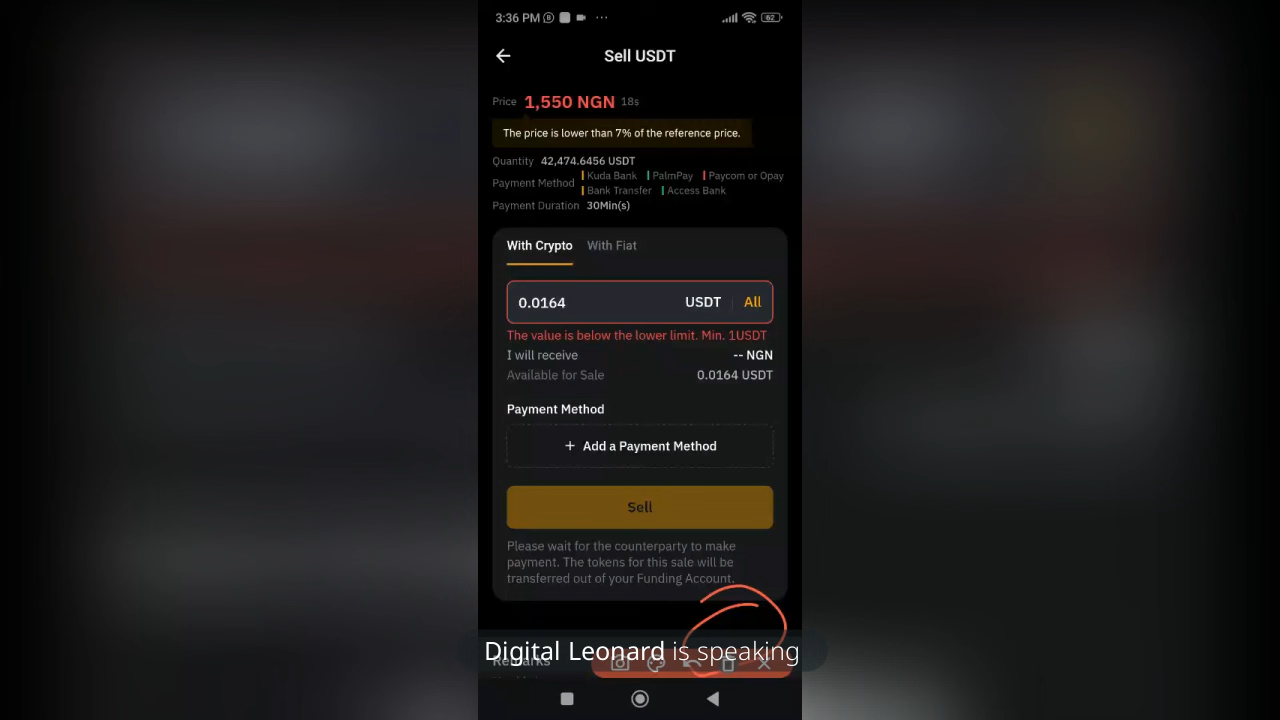 3:36 PM
62
Sell USDT
Price 1,550 NGN 18s
The price is lower than 7% of the reference price.
Quantity 42,474.6456 USDT
Payment Method Kuda Bank PalmPay Paycom or Opay
Bank Transfer Access Bank
Payment Duration 30Min(s)
With Crypto With Fiat
0.0164 USDT All
The value is below the lower limit. Min. 1USDT
I will receive -- NGN
Available for Sale 0.0164 USDT
Payment Method
+ Add a Payment Method
Sell
Please wait for the counterparty to make
payment. The tokens for this sale will be
transferred out of your Funding Account.
Digital Leonard is speaking
Remarks